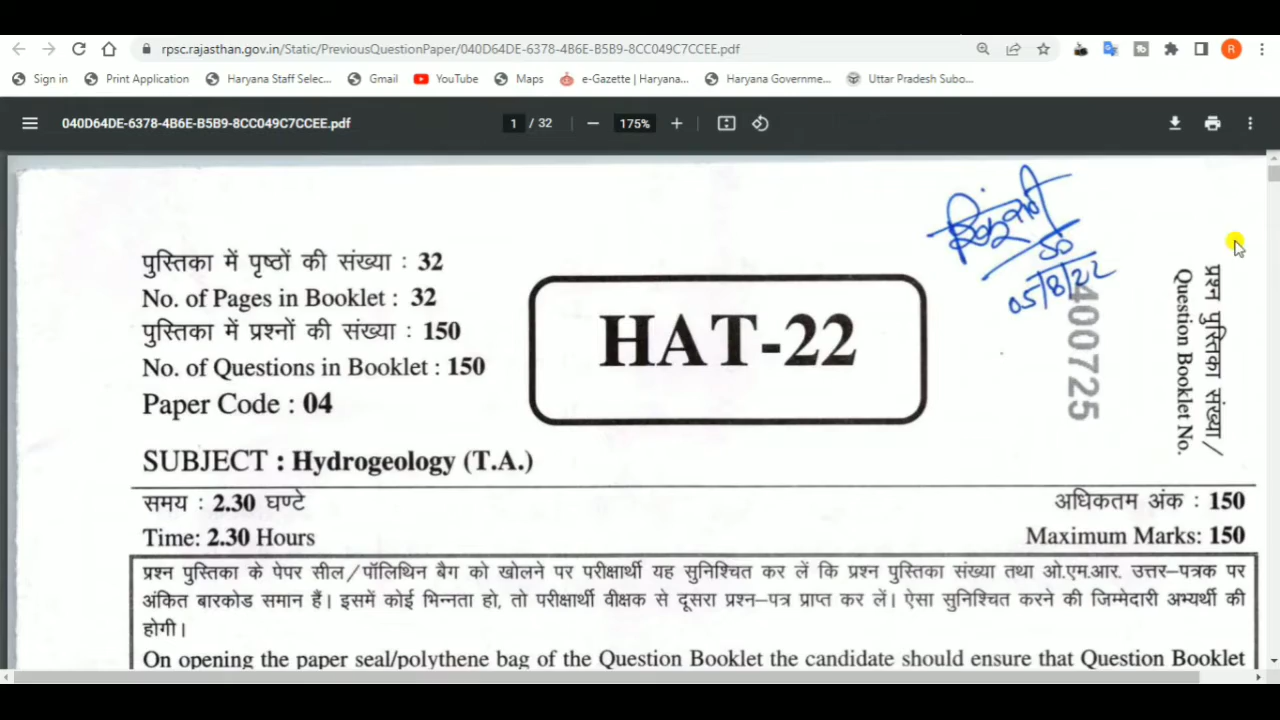 rpsc.rajasthan.gov.in/Static/PreviousQuestionPaper/040D64DE-6378-4B6E-B5B9-8CC049C7CCEE.pdf
R
Sign in
Print Application
Haryana Staff Selec...
Gmail
YouTube
Maps
e-Gazette | Haryana...
Haryana Governme...
Uttar Pradesh Subo...
040D64DE-6378-4B6E-B5B9-8CC049C7CCEE.pdf
1 / 32
175%
पुस्तिका में पृष्ठों की संख्या : 32
No. of Pages in Booklet : 32
पुस्तिका में प्रश्नों की संख्या : 150
No. of Questions in Booklet : 150
Paper Code : 04
HAT-22
05/8/22
400725
प्रश्न पुस्तिका संख्या /
Question Booklet No.
SUBJECT : Hydrogeology (T.A.)
समय : 2.30 घण्टे
अधिकतम अंक : 150
Time: 2.30 Hours
Maximum Marks: 150
प्रश्न पुस्तिका के पेपर सील/पॉलिथिन बैग को खोलने पर परीक्षार्थी यह सुनिश्चित कर लें कि प्रश्न पुस्तिका संख्या तथा ओ.एम.आर. उत्तर-पत्रक पर
अंकित बारकोड समान हैं। इसमें कोई भिन्नता हो, तो परीक्षार्थी वीक्षक से दूसरा प्रश्न-पत्र प्राप्त कर लें। ऐसा सुनिश्चित करने की जिम्मेदारी अभ्यर्थी की
होगी।
On opening the paper seal/polythene bag of the Question Booklet the candidate should ensure that Question Booklet